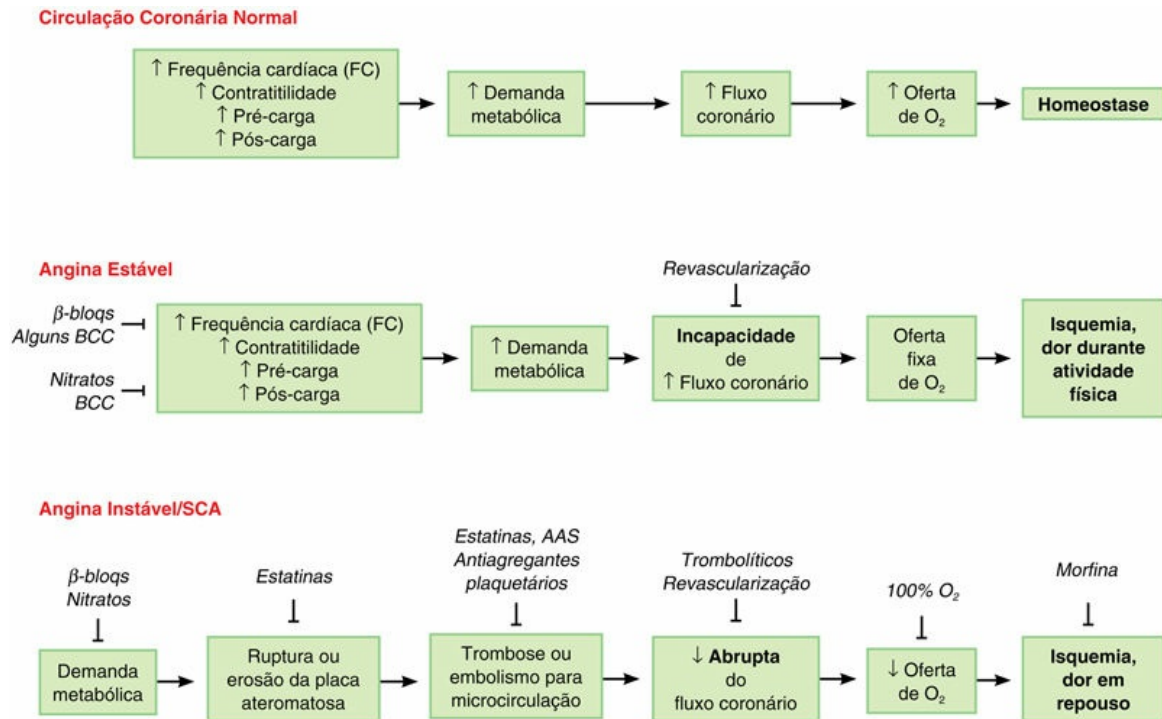 Circulação Coronária Normal
↑ Frequência cardíaca (FC)
↑ Contratitilidade
↑ Pré-carga
↑ Pós-carga
↑ Demanda
metabólica
↑ Fluxo
coronário
↑ Oferta
de O₂
Homeostase
Angina Estável
β-bloqs
Alguns BCC
Nitratos
BCC
↑ Frequência cardíaca (FC)
↑ Contratitilidade
↑ Pré-carga
↑ Pós-carga
↑ Demanda
metabólica
Revascularização
Incapacidade
de
↑ Fluxo coronário
Oferta
fixa
de O₂
Isquemia,
dor durante
atividade
física
Angina Instável/SCA
β-bloqs
Nitratos
Demanda
metabólica
Estatinas
Ruptura ou
erosão da placa
ateromatosa
Estatinas, AAS
Antiagregantes
plaquetários
Trombose ou
embolismo para
microcirculação
Trombolíticos
Revascularização
↓ Abrupta
do
fluxo coronário
100% O₂
↓ Oferta
de O₂
Morfina
Isquemia,
dor em
repouso